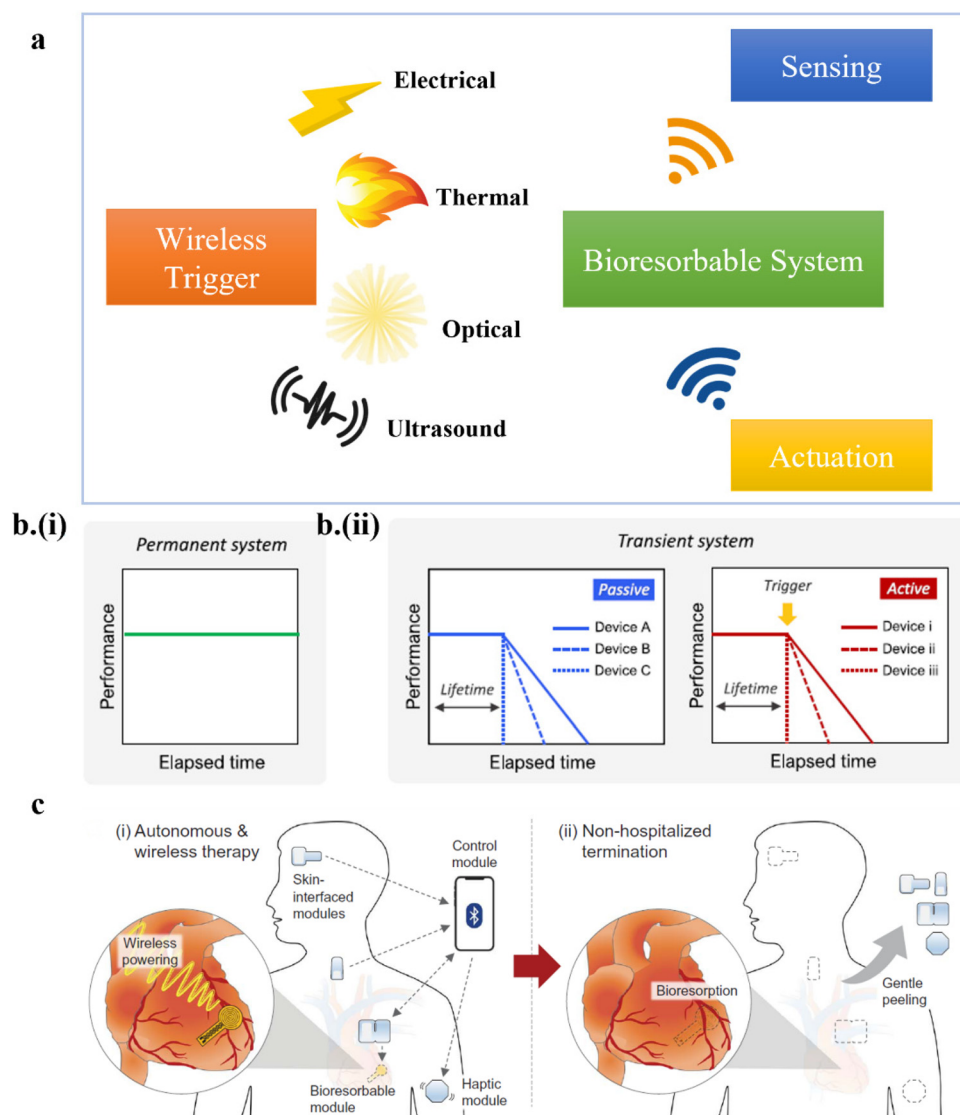 a
Electrical
Thermal
Optical
Ultrasound
Wireless
Trigger
Sensing
Bioresorbable System
Actuation
b.(i)
Permanent system
Performance
Elapsed time
b.(ii)
Transient system
Passive
Device A
Device B
Device C
Lifetime
Performance
Elapsed time
Trigger
Active
Device i
Device ii
Device iii
Lifetime
Performance
Elapsed time
c
(i) Autonomous &
wireless therapy
Skin-
interfaced
modules
Control
module
Wireless
powering
Bioresorbable
module
Haptic
module
(ii) Non-hospitalized
termination
Bioresorption
Gentle
peeling